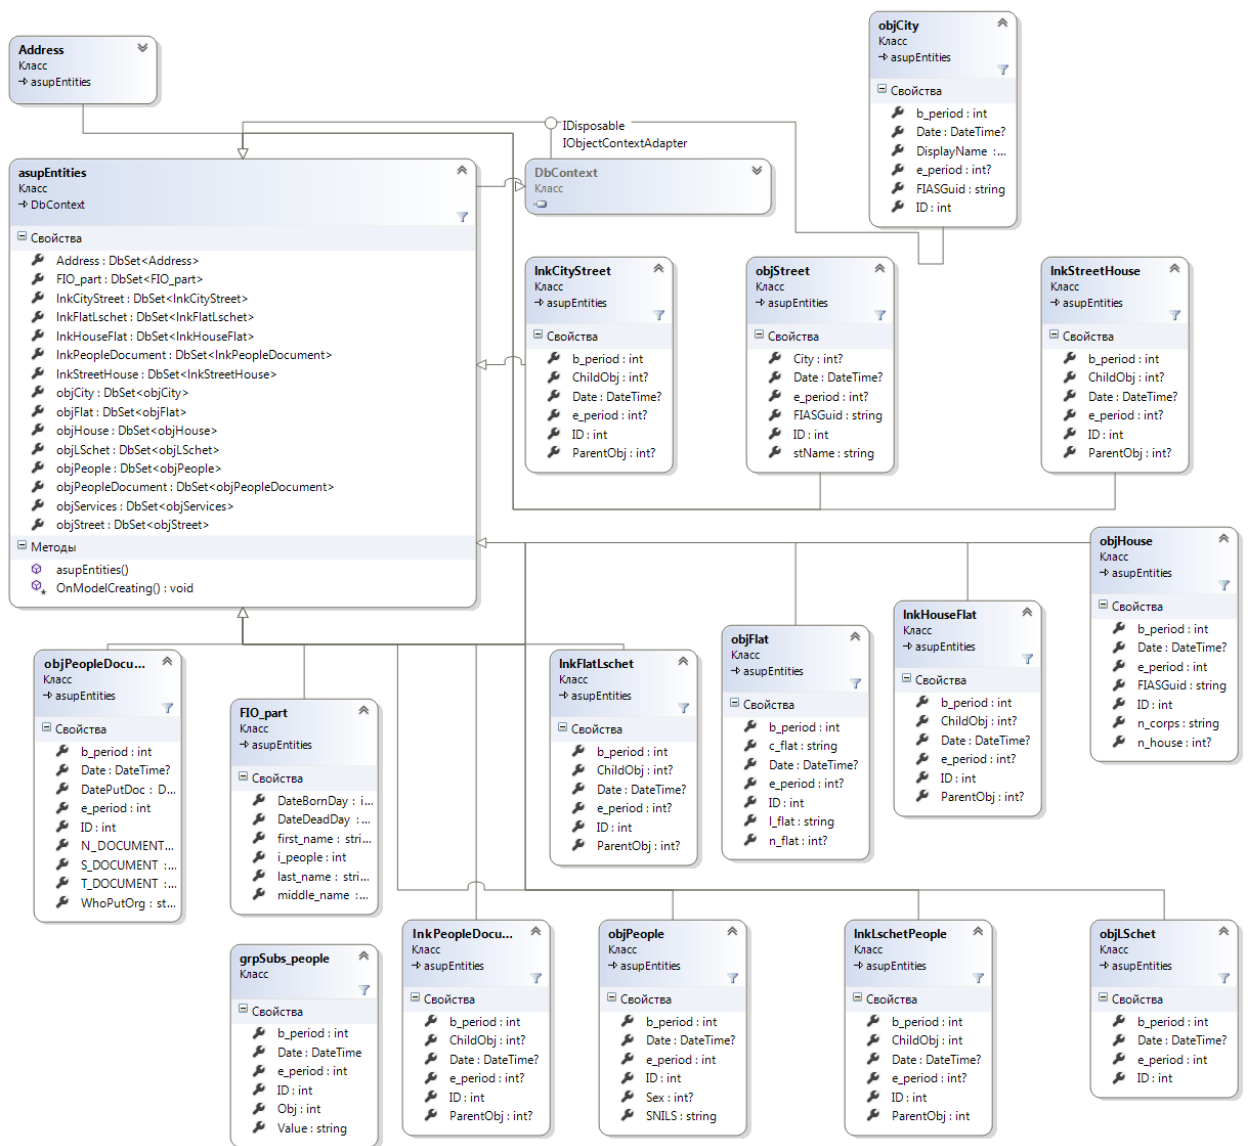 Address
Класс
asupEntities
objCity
Класс
asupEntities
Свойства
b_period : int
Date : DateTime?
DisplayName :...
e_period : int?
FIASGuid : string
ID : int
IDisposable
IObjectContextAdapter
asupEntities
Класс
DbContext
Свойства
Address : DbSet<Address>
FIO_part : DbSet<FIO_part>
lnkCityStreet : DbSet<lnkCityStreet>
lnkFlatLschet : DbSet<lnkFlatLschet>
lnkHouseFlat : DbSet<lnkHouseFlat>
lnkPeopleDocument : DbSet<lnkPeopleDocument>
lnkStreetHouse : DbSet<lnkStreetHouse>
objCity : DbSet<objCity>
objFlat : DbSet<objFlat>
objHouse : DbSet<objHouse>
objLSchet : DbSet<objLSchet>
objPeople : DbSet<objPeople>
objPeopleDocument : DbSet<objPeopleDocument>
objServices : DbSet<objServices>
objStreet : DbSet<objStreet>
Методы
asupEntities()
OnModelCreating() : void
DbContext
Класс
lnkCityStreet
Класс
asupEntities
Свойства
b_period : int
ChildObj : int?
Date : DateTime?
e_period : int?
ID : int
ParentObj : int?
objStreet
Класс
asupEntities
Свойства
City : int?
Date : DateTime?
e_period : int?
FIASGuid : string
ID : int
stName : string
lnkStreetHouse
Класс
asupEntities
Свойства
b_period : int
ChildObj : int?
Date : DateTime?
e_period : int?
ID : int
ParentObj : int?
objHouse
Класс
asupEntities
Свойства
b_period : int
Date : DateTime?
e_period : int
FIASGuid : string
ID : int
n_corps : string
n_house : int?
lnkHouseFlat
Класс
asupEntities
Свойства
b_period : int
ChildObj : int?
Date : DateTime?
e_period : int?
ID : int
ParentObj : int?
objFlat
Класс
asupEntities
Свойства
b_period : int
c_flat : string
Date : DateTime?
e_period : int?
ID : int
l_flat : string
n_flat : int?
lnkFlatLschet
Класс
asupEntities
Свойства
b_period : int
ChildObj : int?
Date : DateTime?
e_period : int?
ID : int
ParentObj : int?
objPeopleDocu...
Класс
asupEntities
Свойства
b_period : int
Date : DateTime?
DatePutDoc : D...
e_period : int
ID : int
N_DOCUMENT...
S_DOCUMENT :...
T_DOCUMENT :...
WhoPutOrg : st...
FIO_part
Класс
asupEntities
Свойства
DateBornDay : i...
DateDeadDay :...
first_name : stri...
i_people : int
last_name : stri...
middle_name :...
grpSubs_people
Класс
Свойства
b_period : int
Date : DateTime
e_period : int
ID : int
Obj : int
Value : string
lnkPeopleDocu...
Класс
asupEntities
Свойства
b_period : int
ChildObj : int?
Date : DateTime?
e_period : int?
ID : int
ParentObj : int?
objPeople
Класс
asupEntities
Свойства
b_period : int
Date : DateTime?
e_period : int
ID : int
Sex : int?
SNILS : string
lnkLschetPeople
Класс
asupEntities
Свойства
b_period : int
ChildObj : int
Date : DateTime?
e_period : int?
ID : int
ParentObj : int
objLSchet
Класс
asupEntities
Свойства
b_period : int
Date : DateTime?
e_period : int
ID : int